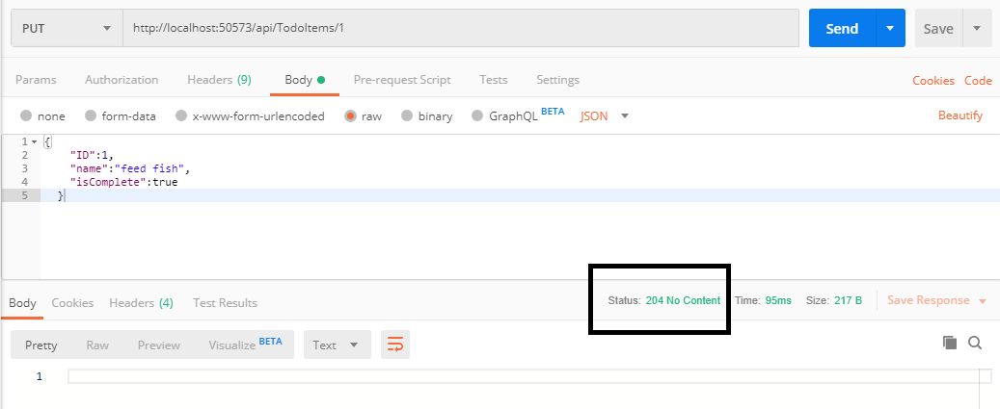 PUT http://localhost:50573/api/TodoItems/1 Send Save
Params Authorization Headers (9) Body Pre-request Script Tests Settings Cookies Code
none form-data x-www-form-urlencoded raw binary GraphQL BETA JSON Beautify
1 {
2 "ID":1,
3 "name":"feed fish",
4 "isComplete":true
5 }
Body Cookies Headers (4) Test Results Status: 204 No Content Time: 95ms Size: 217 B Save Response
Pretty Raw Preview Visualize BETA Text
1